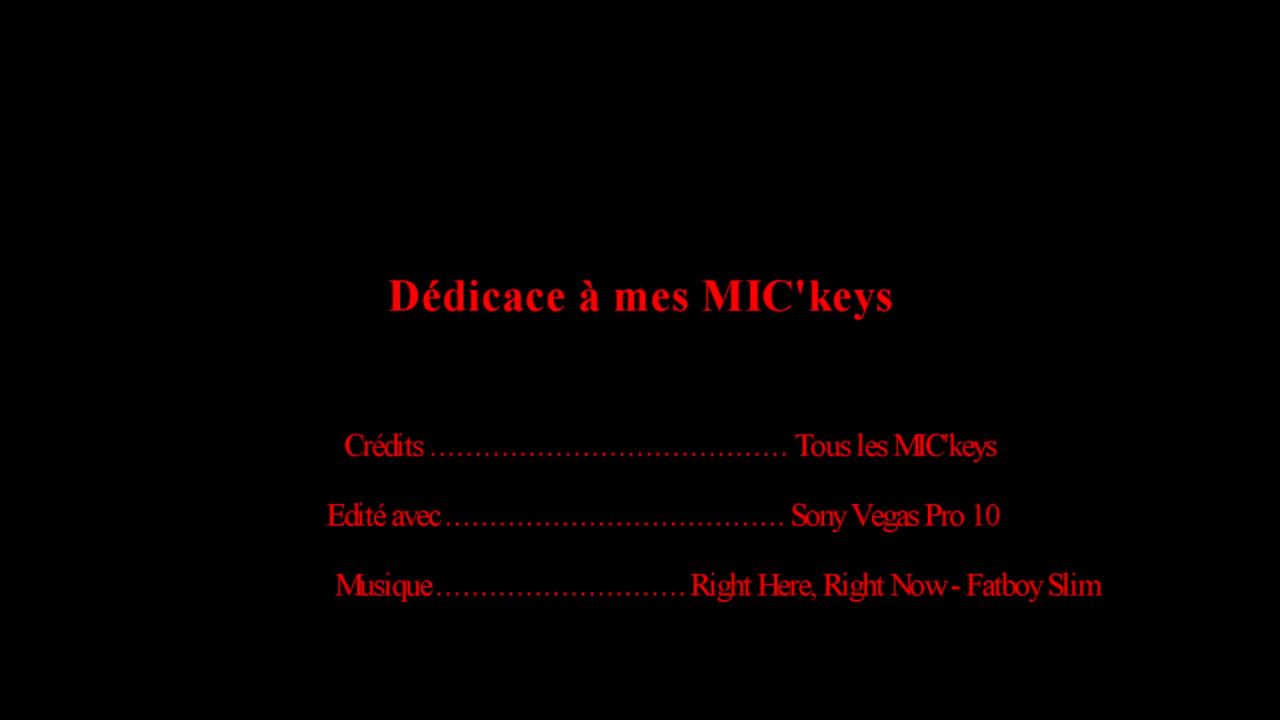 Dédicace à mes MIC'keys
Crédits ........................................ Tous les MIC'keys
Edité avec ...................................... Sony Vegas Pro 10
Musique ............................ Right Here, Right Now - Fatboy Slim